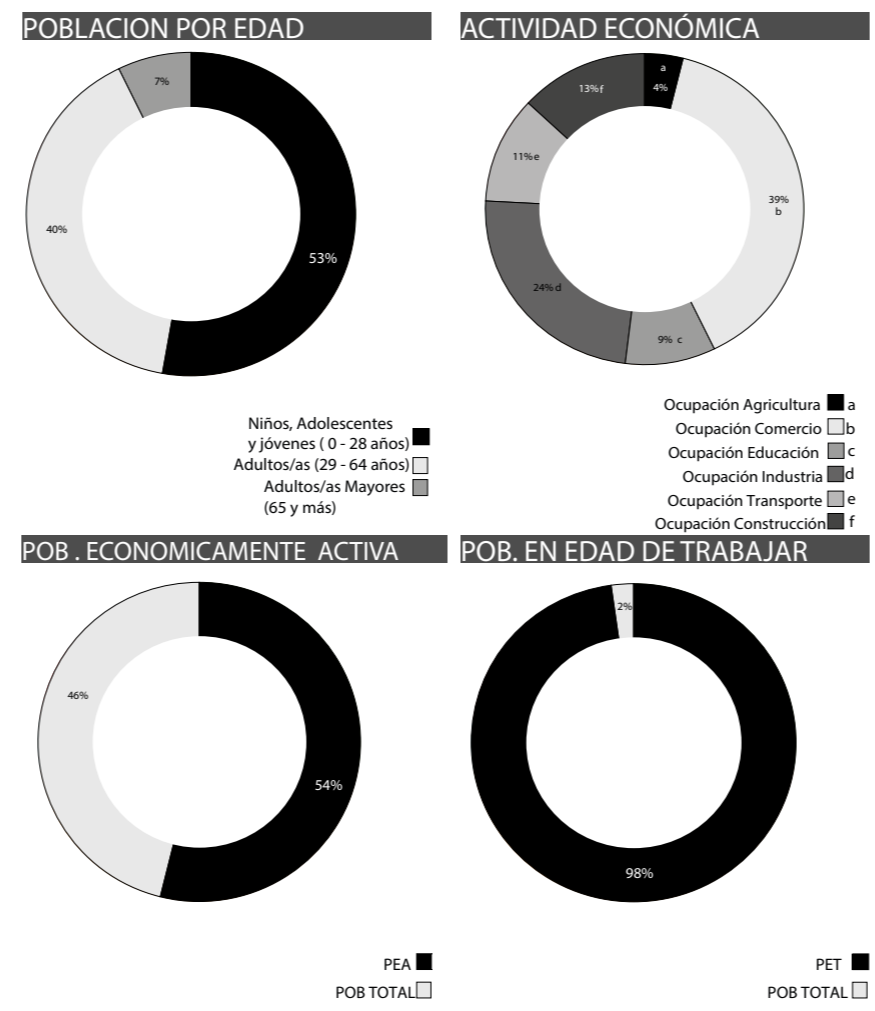 POBLACION POR EDAD
7%
40%
53%
Niños, Adolescentes
y jóvenes ( 0 - 28 años)
Adultos/as (29 - 64 años)
Adultos/as Mayores
(65 y más)
ACTIVIDAD ECONÓMICA
a
4%
13% f
11% e
39%
b
24% d
9% c
Ocupación Agricultura a
Ocupación Comercio b
Ocupación Educación c
Ocupación Industria d
Ocupación Transporte e
Ocupación Construcción f
POB . ECONOMICAMENTE ACTIVA
46%
54%
PEA
POB TOTAL
POB. EN EDAD DE TRABAJAR
2%
98%
PET
POB TOTAL